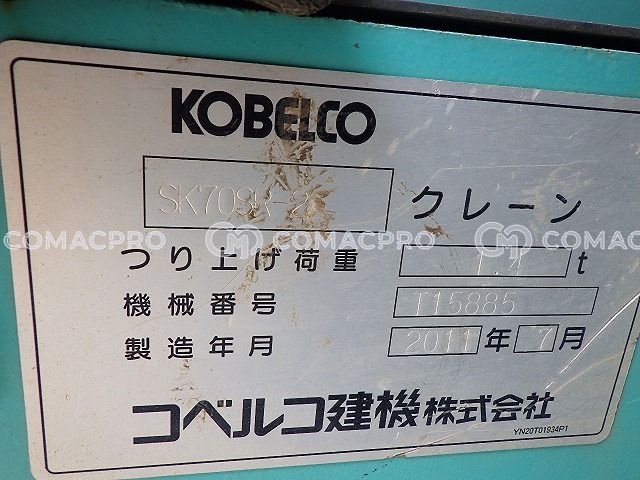 KOBELCO
クレーン
COMACPRO COMACPRO COMACPRO
つり上げ荷重 1.4 t
機械番号 T15885
製造年月 2011 年 7 月
コベルコ建機株式会社
YN20T01934P1